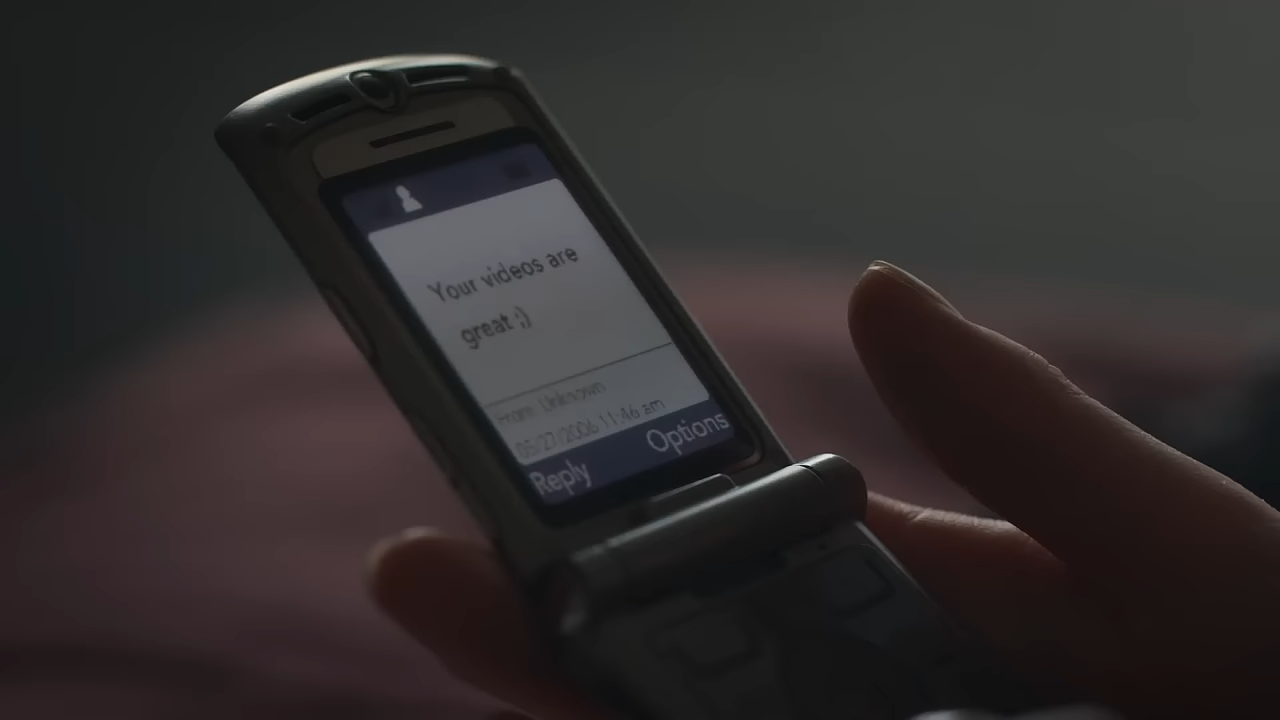 Your videos are
great ;)
From: Unknown
05/27/2006 11:46 am
Options
Reply